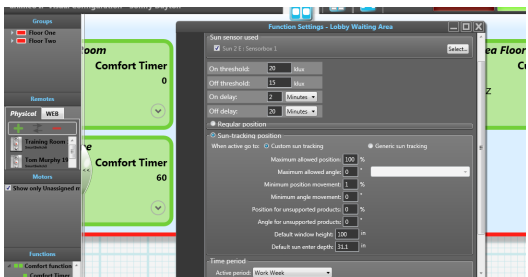 Groups
Floor One
Floor Two
Remotes
Physical WEB
Training Room
Tom Murphy 19
Motors
Show only Unassigned m
Functions
Comfort function
Comfort Timer
oom
Comfort Timer
0
Comfort Timer
60
ea Floor
Cu
Z
Function Settings - Lobby Waiting Area
Sun sensor used
Sun 2 E : Sensorbox 1
Select...
On threshold: 20 klux
Off threshold: 15 klux
On delay: 2 Minutes
Off delay: 20 Minutes
Regular position
Sun-tracking position
When active go to: Custom sun tracking Generic sun tracking
Maximum allowed position: 100 %
Maximum allowed angle: 0 °
Minimum position movement: 1 %
Minimum angle movement: 0 °
Position for unsupported products: 0 %
Angle for unsupported products: 0 °
Default window height: 100 in
Default sun enter depth: 31.1 in
Time period
Active period: Work Week